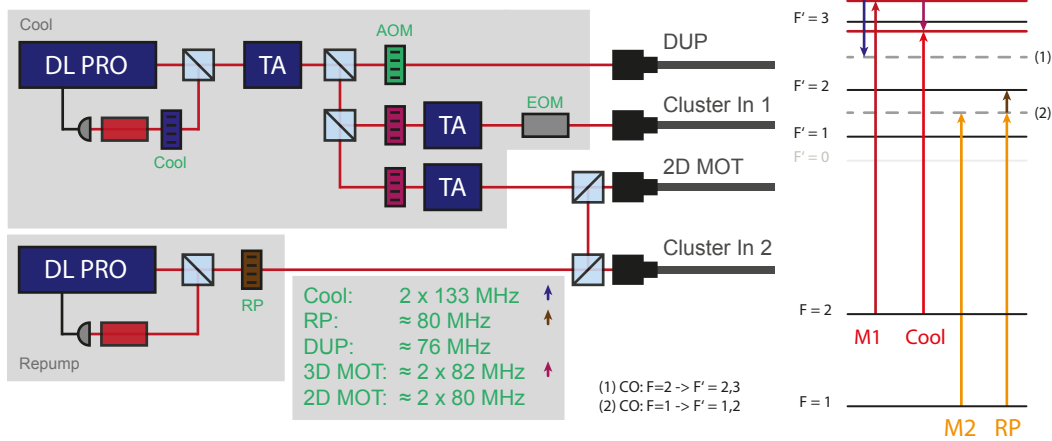 Cool
DL PRO
TA
AOM
DUP
Cool
TA
EOM
Cluster In 1
TA
2D MOT
DL PRO
RP
Cluster In 2
Repump
Cool: 2 x 133 MHz
RP: ≈ 80 MHz
DUP: ≈ 76 MHz
3D MOT: ≈ 2 x 82 MHz
2D MOT: ≈ 2 x 80 MHz
(1) CO: F=2 -> F' = 2,3
(2) CO: F=1 -> F' = 1,2
F' = 3
(1)
F' = 2
(2)
F' = 1
F' = 0
F = 2
M1 Cool
F = 1
M2 RP